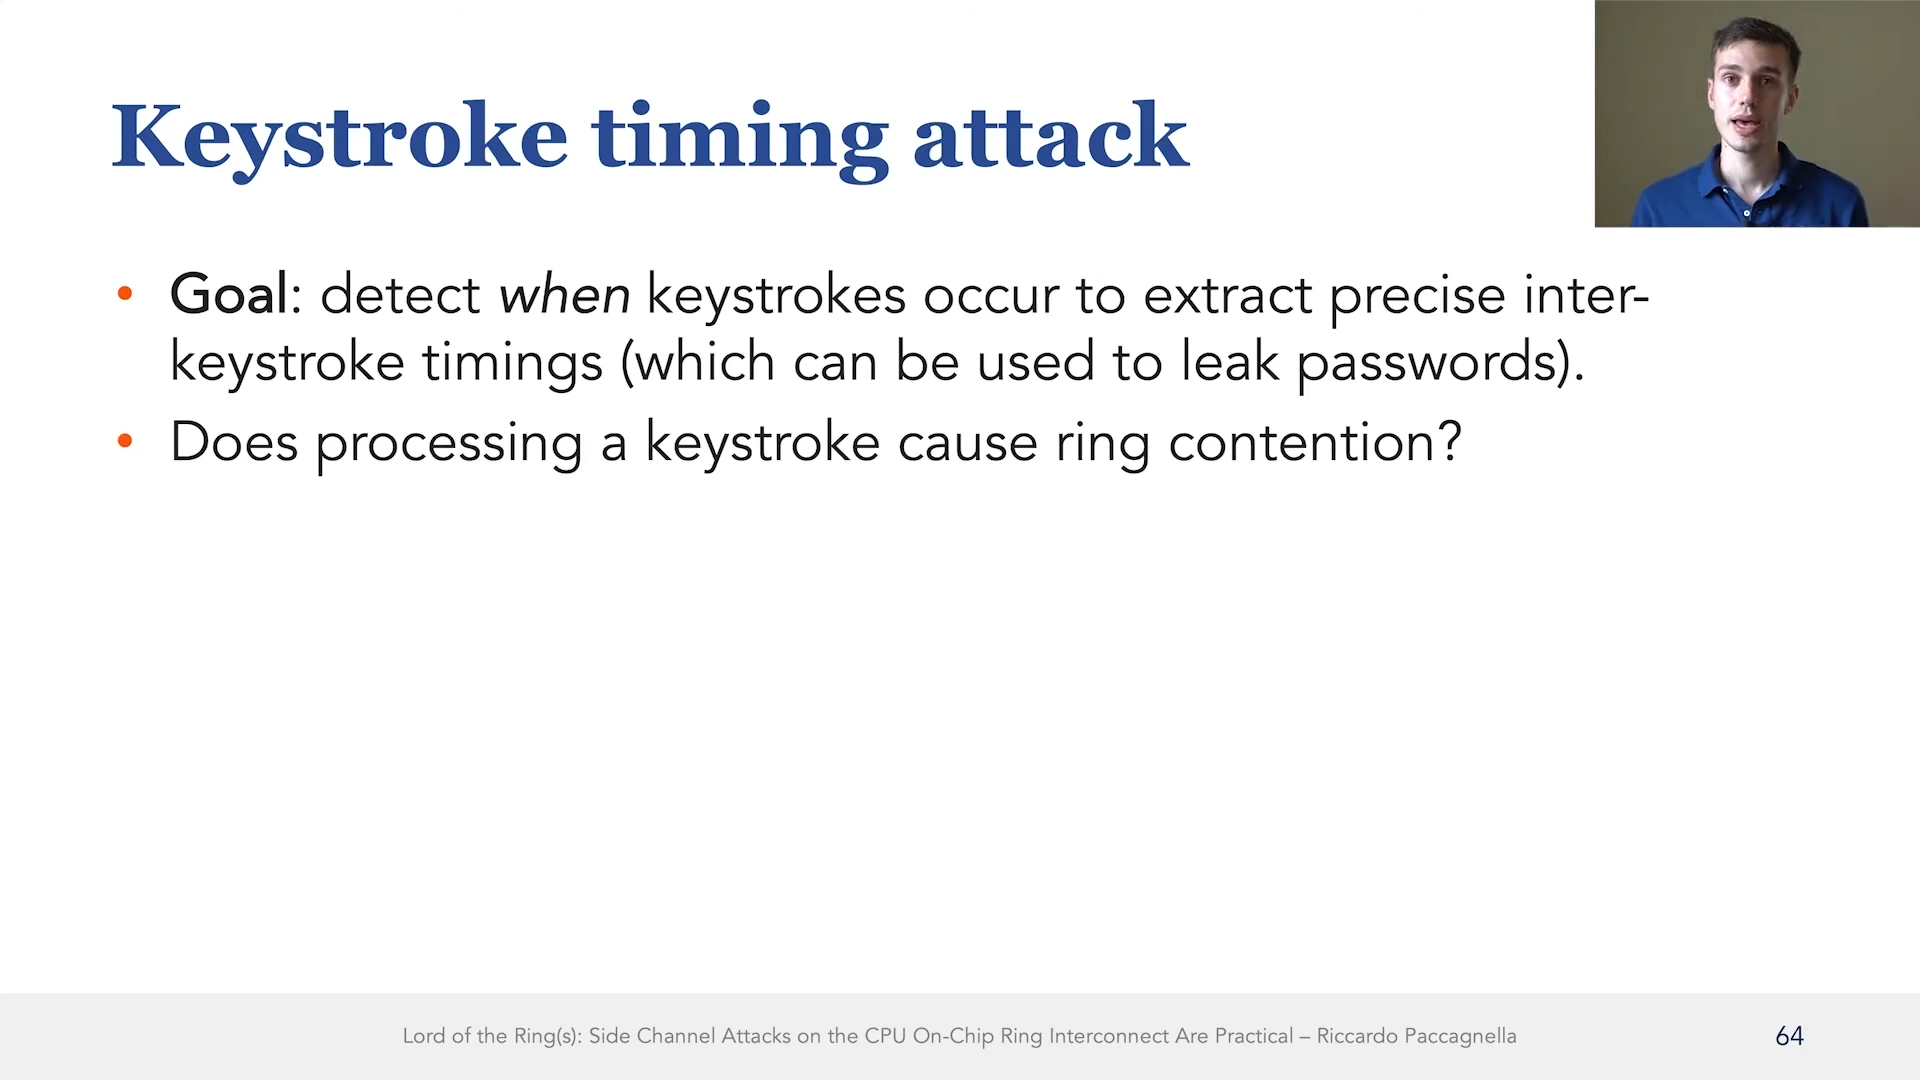 Keystroke timing attack
• Goal: detect when keystrokes occur to extract precise inter-
keystroke timings (which can be used to leak passwords).
• Does processing a keystroke cause ring contention?
Lord of the Ring(s): Side Channel Attacks on the CPU On-Chip Ring Interconnect Are Practical – Riccardo Paccagnella
64